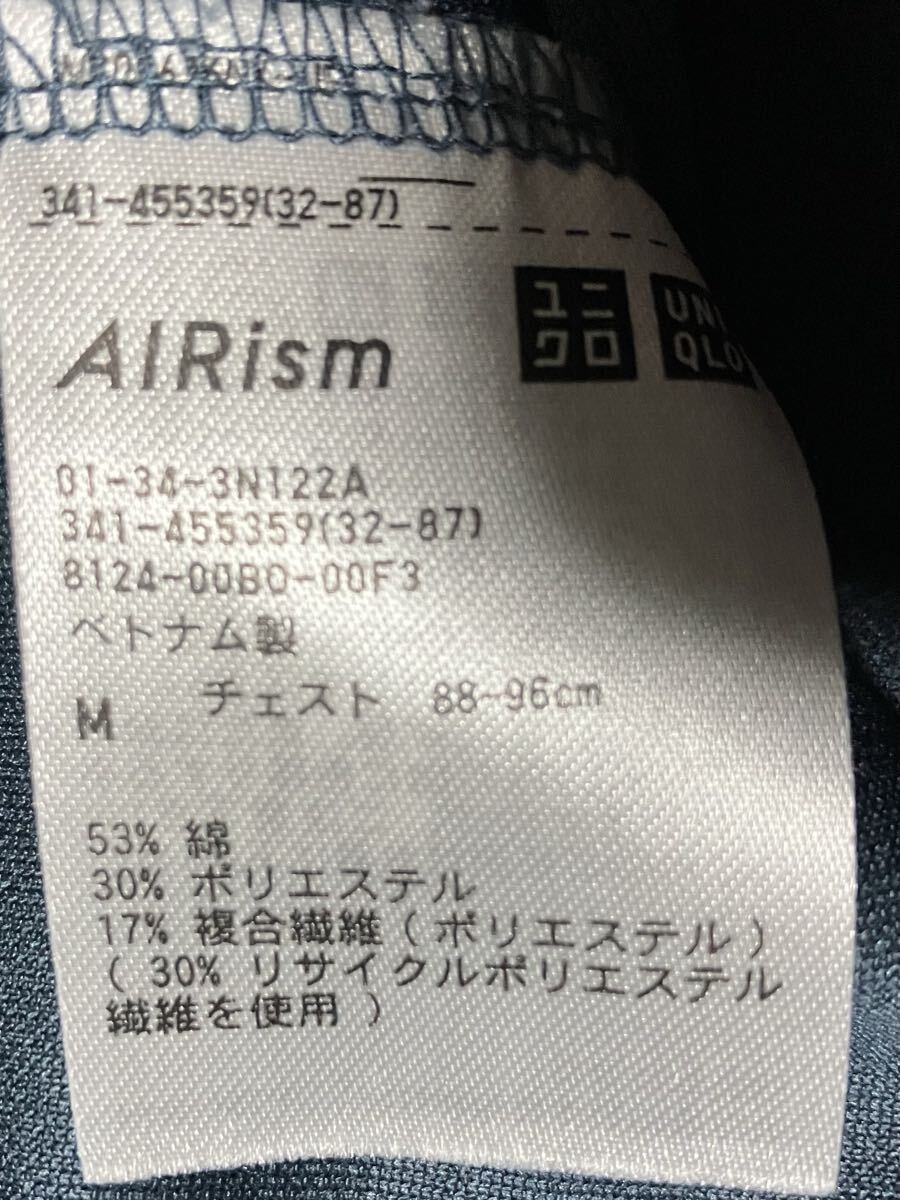 341-455359(32-87)
ユニ
クロ
UNI
QLO
AIRism
01-34-3N122A
341-455359(32-87)
8124-00B0-00F3
ベトナム製
M チェスト 88-96cm
53% 綿
30% ポリエステル
17% 複合繊維(ポリエステル)
(30% リサイクルポリエステル
繊維を使用)